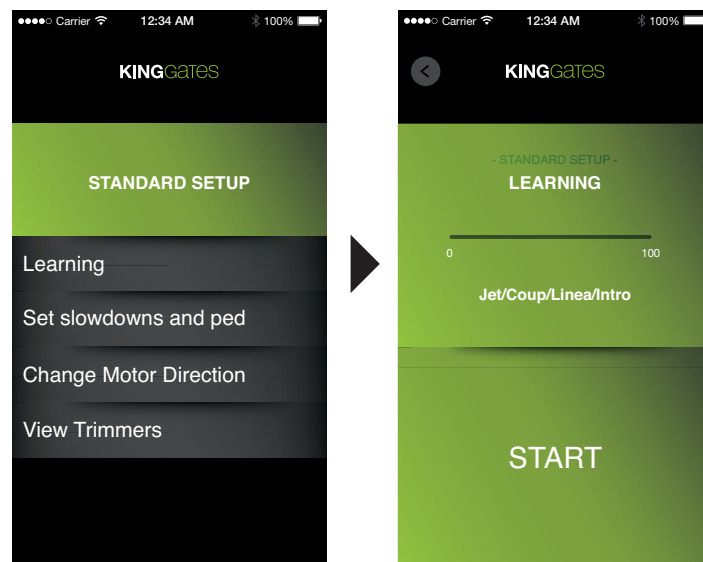 Carrier 12:34 AM 100%
KINGGATES
STANDARD SETUP
Learning
Set slowdowns and ped
Change Motor Direction
View Trimmers
Carrier 12:34 AM 100%
KINGGATES
- STANDARD SETUP -
LEARNING
0 100
Jet/Coup/Linea/Intro
START